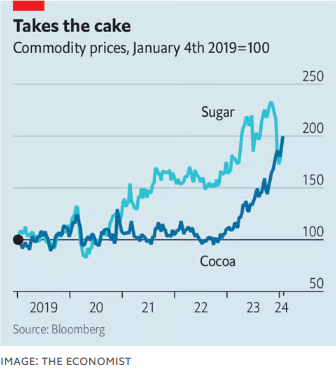 Takes the cake
Commodity prices, January 4th 2019=100
250
Sugar
200
150
100
Cocoa
50
2019 20 21 22 23 24
Source: Bloomberg
IMAGE: THE ECONOMIST